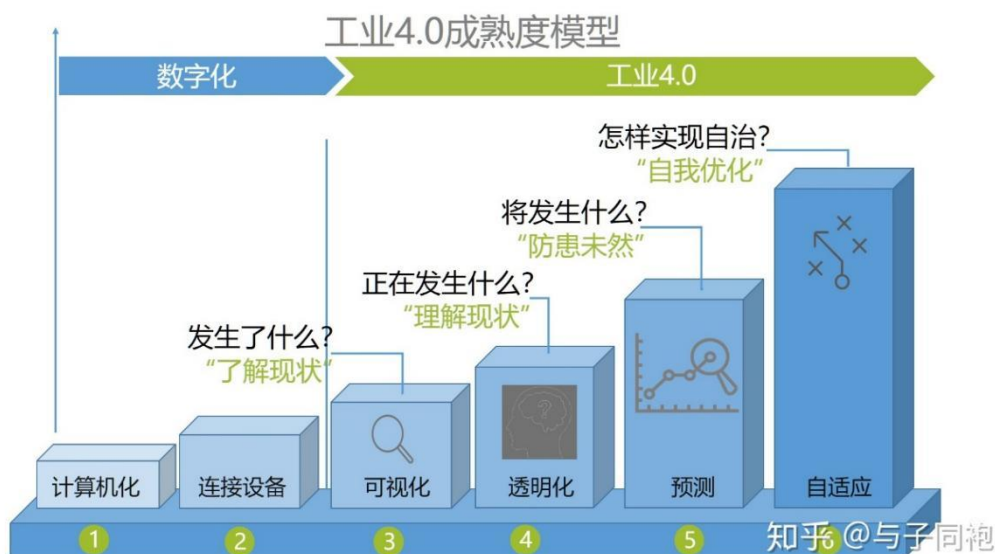 工业4.0成熟度模型
数字化
工业4.0
怎样实现自治?
“自我优化”
将发生什么?
“防患未然”
正在发生什么?
“理解现状”
发生了什么?
“了解现状”
计算机化
连接设备
可视化
透明化
预测
自适应
1
2
3
4
5
6
知乎 @与子同袍